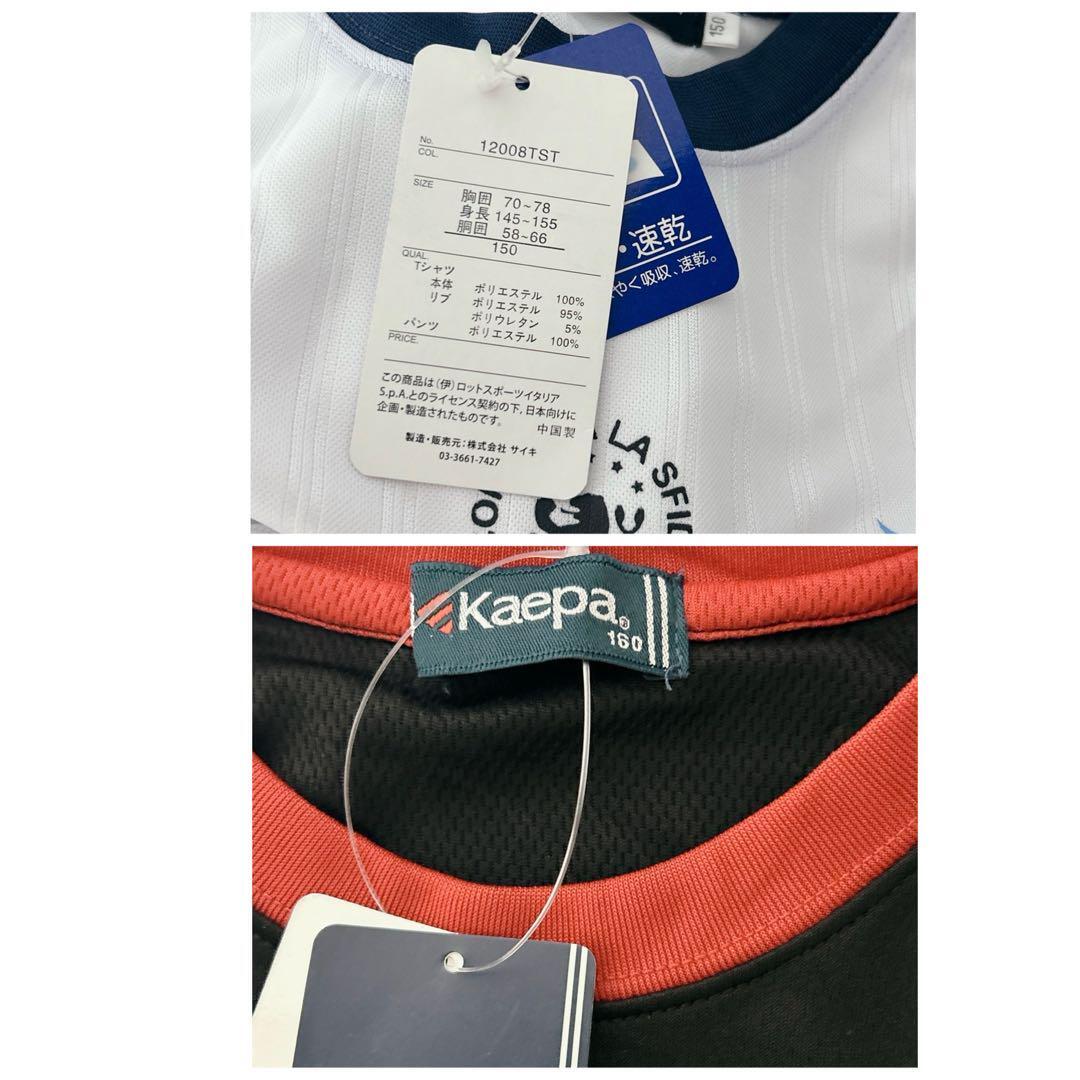 150
No. 12008TST
COL.
SIZE
胸囲 70~78
身長 145~155
胴囲 58~66
150
QUAL.
Tシャツ
本体 ポリエステル 100%
リブ ポリエステル 95%
ポリウレタン 5%
パンツ ポリエステル 100%
PRICE.
この商品は(伊)ロットスポーツイタリア
S.p.A.とのライセンス契約の下,日本向けに
企画・製造されたものです。 中国製
製造・販売元:株式会社 サイキ
03-3661-7427
・速乾
やく吸収、速乾。
LA SFI
Kaepa®
160